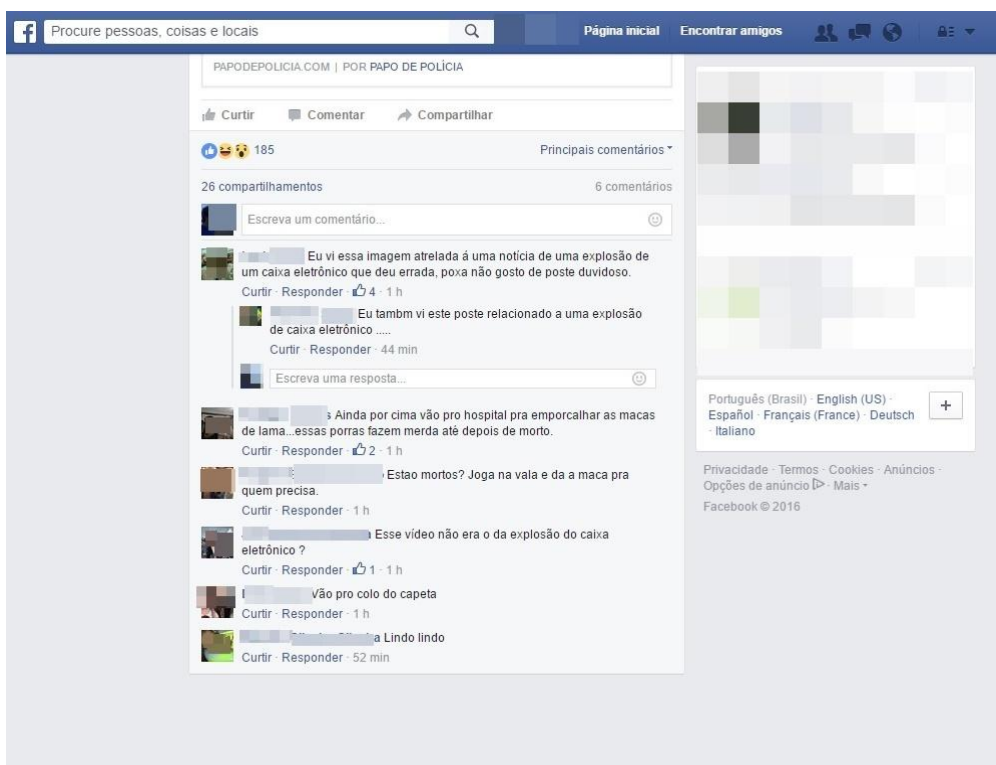 f
Procure pessoas, coisas e locais
Página inicial
Encontrar amigos
PAPODEPOLICIA.COM | POR PAPO DE POLÍCIA
Curtir Comentar Compartilhar
185
Principais comentários
26 compartilhamentos
6 comentários
Escreva um comentário...
Eu vi essa imagem atrelada á uma notícia de uma explosão de
um caixa eletrônico que deu errada, poxa não gosto de poste duvidoso.
Curtir · Responder · 4 · 1 h
Eu tambm vi este poste relacionado a uma explosão
de caixa eletrônico .....
Curtir · Responder · 44 min
Escreva uma resposta...
s Ainda por cima vão pro hospital pra emporcalhar as macas
de lama...essas porras fazem merda atè depois de morto.
Curtir · Responder · 2 · 1 h
Estao mortos? Joga na vala e da a maca pra
quem precisa.
Curtir · Responder · 1 h
a Esse vídeo não era o da explosão do caixa
eletrônico ?
Curtir · Responder · 1 · 1 h
Vão pro colo do capeta
Curtir · Responder · 1 h
a Lindo lindo
Curtir · Responder · 52 min
Português (Brasil) · English (US) ·
Español · Français (France) · Deutsch
· Italiano
+
Privacidade · Termos · Cookies · Anúncios ·
Opções de anúncio · Mais
Facebook © 2016